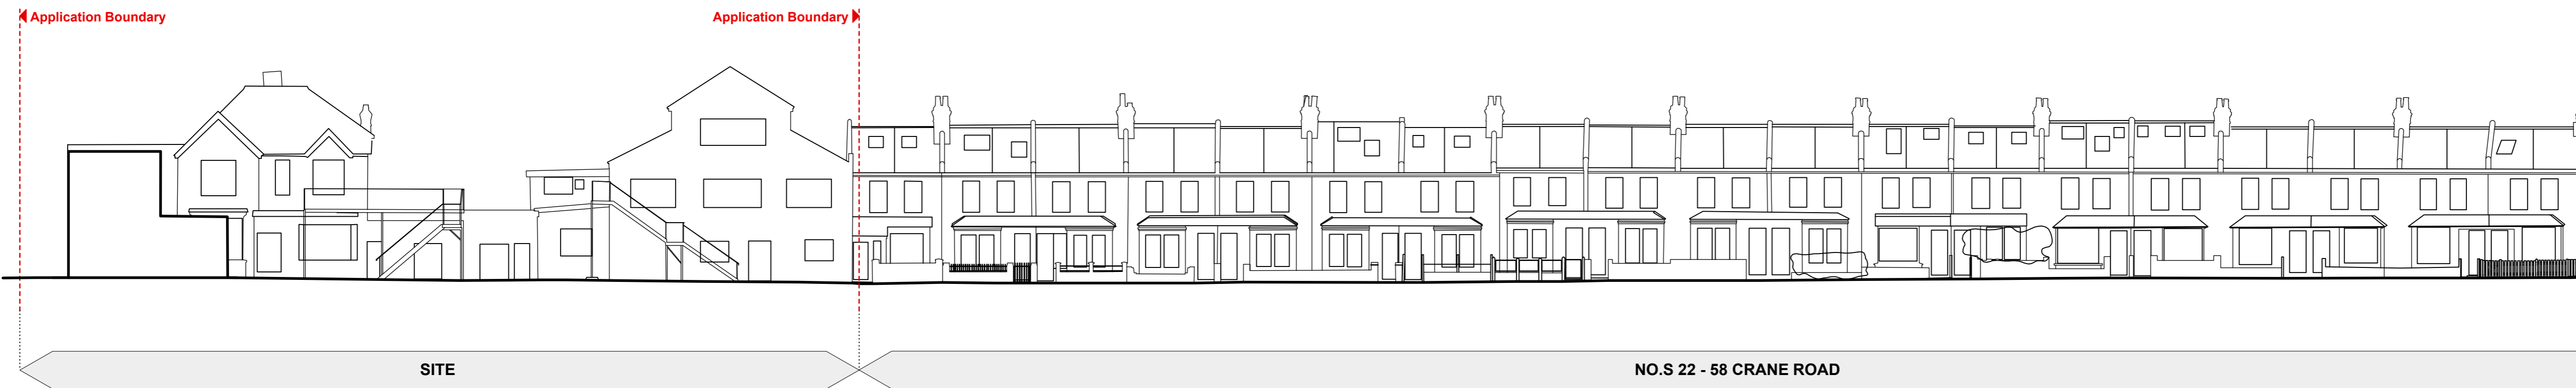 Application Boundary
Application Boundary
SITE
NO.S 22 - 58 CRANE ROAD